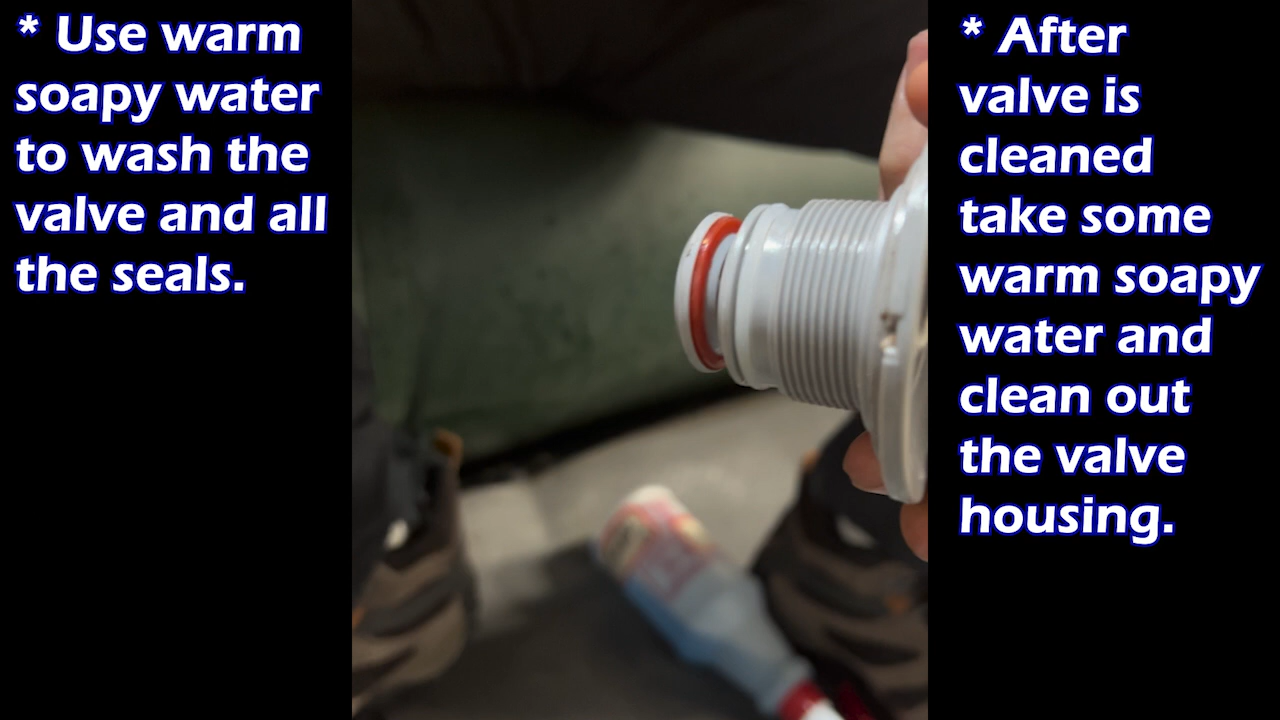 * Use warm
soapy water
to wash the
valve and all
the seals.
* After
valve is
cleaned
take some
warm soapy
water and
clean out
the valve
housing.